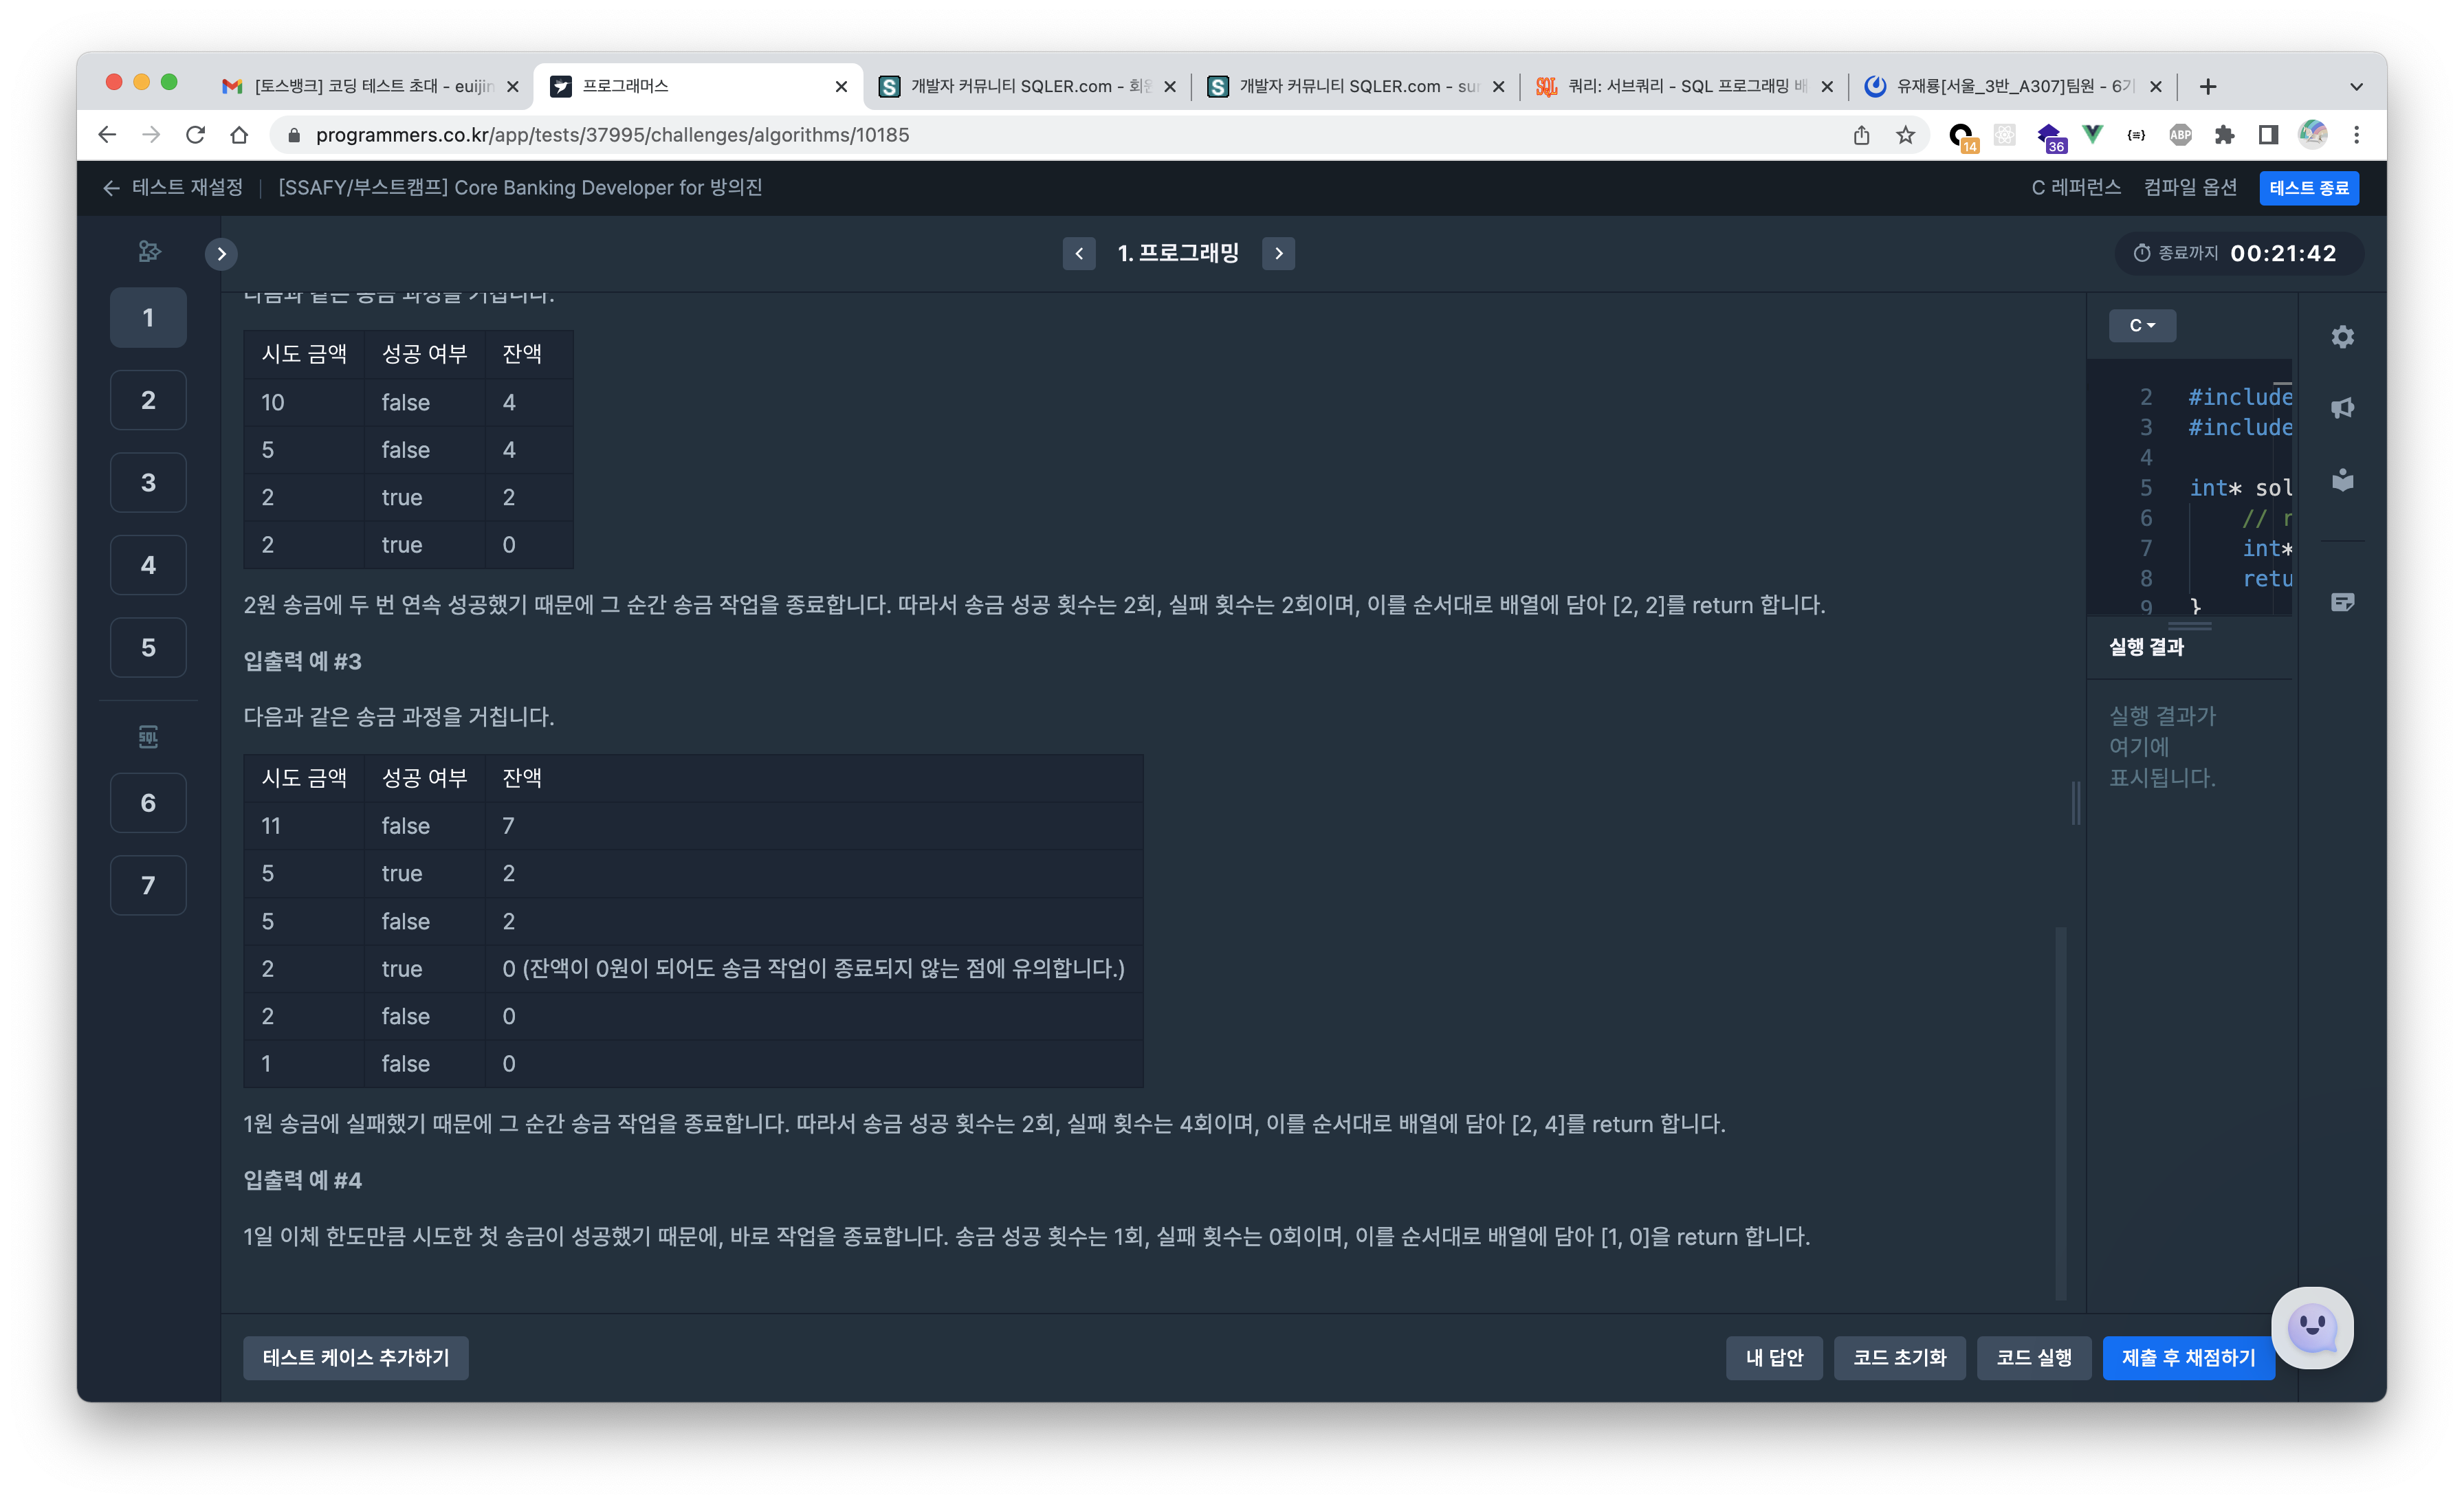 [토스뱅크] 코딩 테스트 초대 - euijin
프로그래머스
개발자 커뮤니티 SQLER.com - 회원
개발자 커뮤니티 SQLER.com - sur
쿼리: 서브쿼리 - SQL 프로그래밍 배
유재룡[서울_3반_A307]팀원 - 6기
programmers.co.kr/app/tests/37995/challenges/algorithms/10185
14
36
ABP
테스트 재설정 | [SSAFY/부스트캠프] Core Banking Developer for 방의진
C 레퍼런스 컴파일 옵션 테스트 종료
1. 프로그래밍
종료까지 00:21:42
1
2
3
4
5
SQL
6
7
다음과 같은 송금 과정을 거칩니다.
시도 금액 성공 여부 잔액
10 false 4
5 false 4
2 true 2
2 true 0
2원 송금에 두 번 연속 성공했기 때문에 그 순간 송금 작업을 종료합니다. 따라서 송금 성공 횟수는 2회, 실패 횟수는 2회이며, 이를 순서대로 배열에 담아 [2, 2]를 return 합니다.
입출력 예 #3
다음과 같은 송금 과정을 거칩니다.
시도 금액 성공 여부 잔액
11 false 7
5 true 2
5 false 2
2 true 0 (잔액이 0원이 되어도 송금 작업이 종료되지 않는 점에 유의합니다.)
2 false 0
1 false 0
1원 송금에 실패했기 때문에 그 순간 송금 작업을 종료합니다. 따라서 송금 성공 횟수는 2회, 실패 횟수는 4회이며, 이를 순서대로 배열에 담아 [2, 4]를 return 합니다.
입출력 예 #4
1일 이체 한도만큼 시도한 첫 송금이 성공했기 때문에, 바로 작업을 종료합니다. 송금 성공 횟수는 1회, 실패 횟수는 0회이며, 이를 순서대로 배열에 담아 [1, 0]을 return 합니다.
C
2 #include
3 #include
4
5 int* sol
6 // r
7 int*
8 retu
9 }
실행 결과
실행 결과가
여기에
표시됩니다.
테스트 케이스 추가하기
내 답안 코드 초기화 코드 실행 제출 후 채점하기